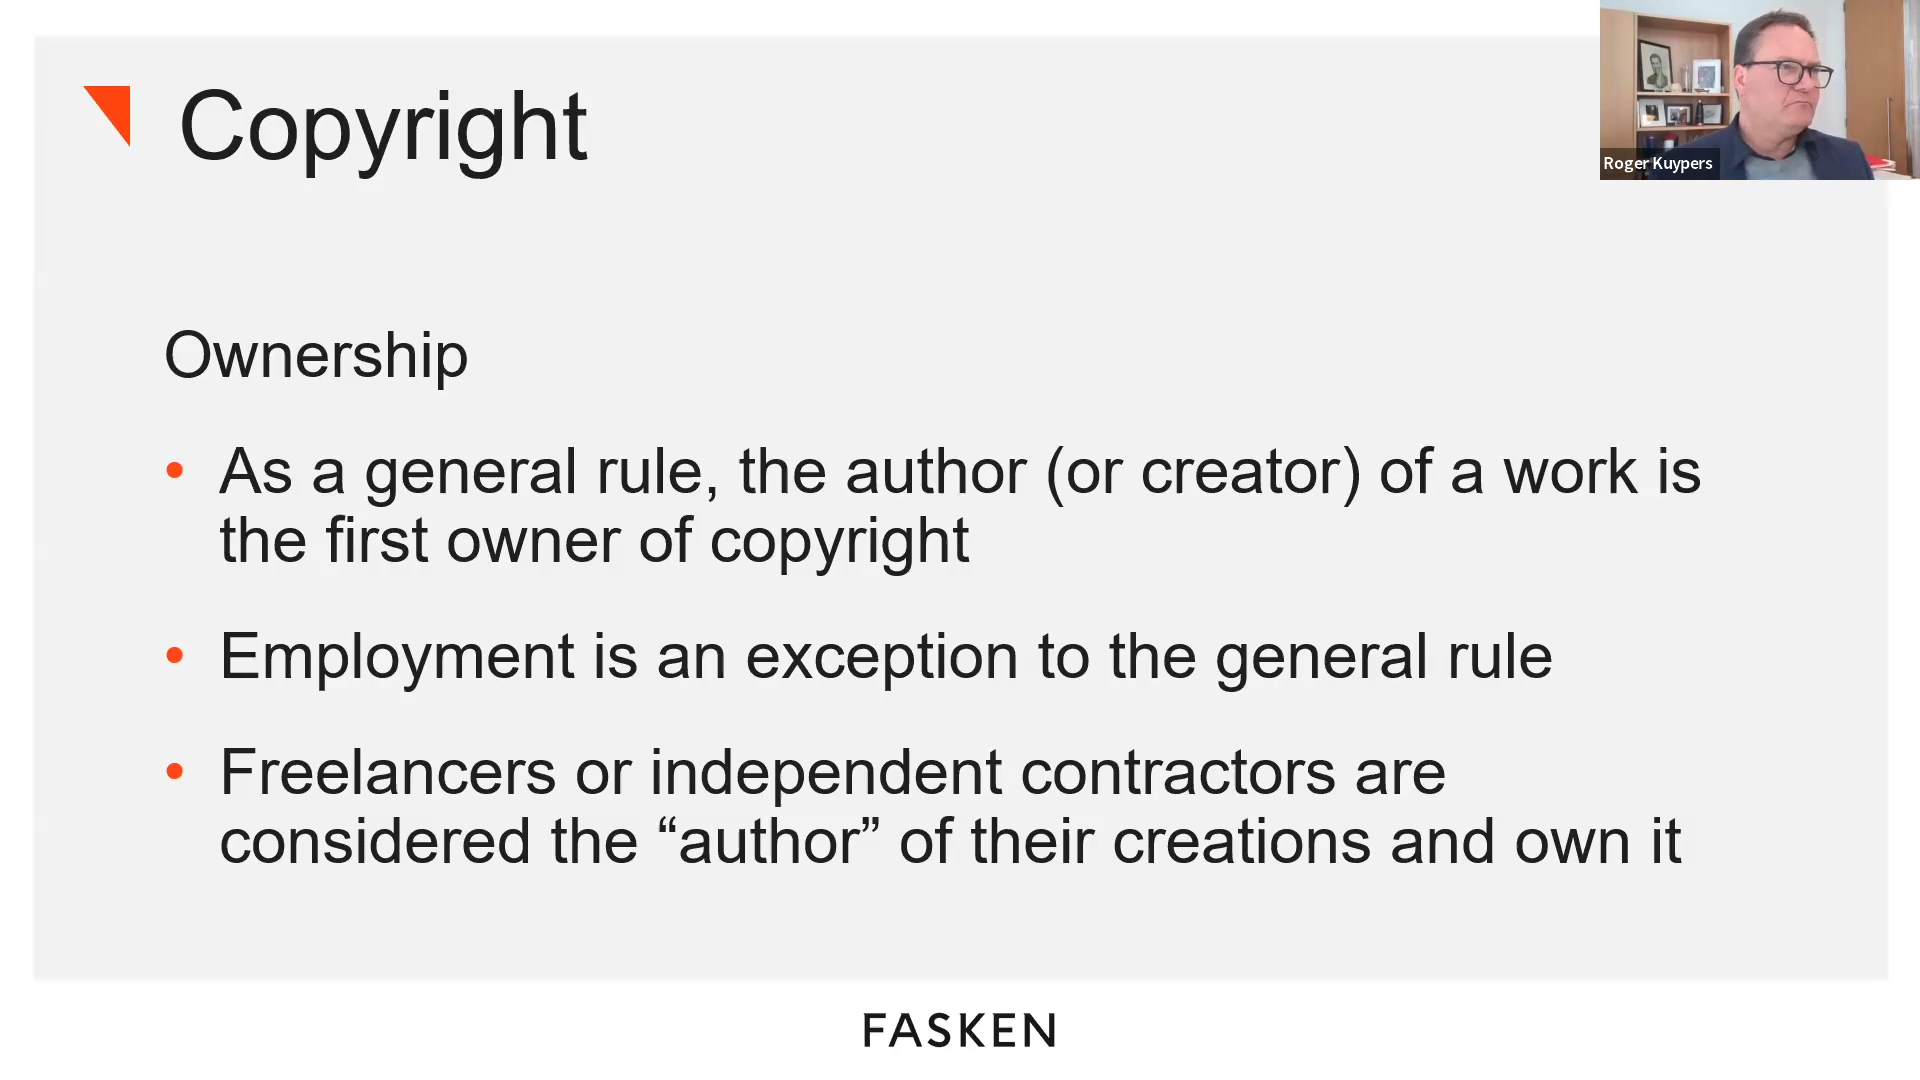 Copyright
Roger Kuypers
Ownership
• As a general rule, the author (or creator) of a work is
the first owner of copyright
• Employment is an exception to the general rule
• Freelancers or independent contractors are
considered the “author” of their creations and own it
FASKEN